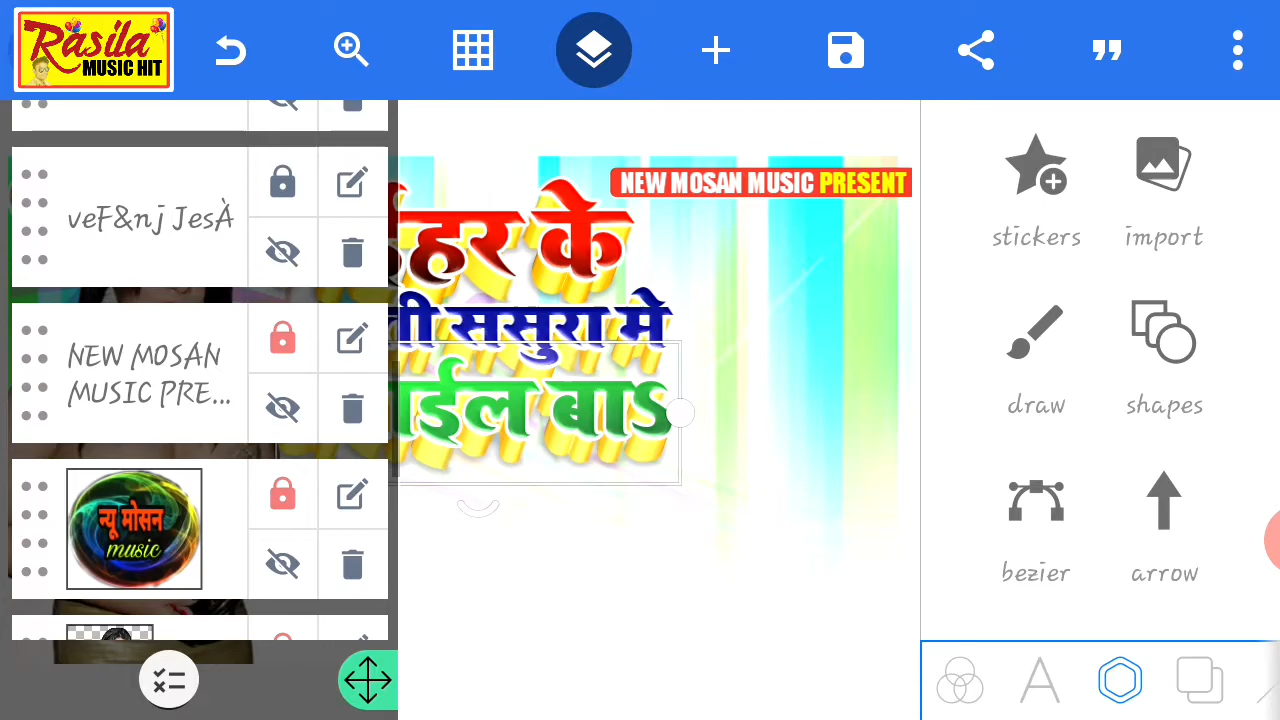 Rasila
MUSIC HIT
veF&nj JesÀ
NEW MOSAN
MUSIC PRE...
न्यू मोसन
music
NEW MOSAN MUSIC PRESENT
हर के
ससुरा मे
ईल बाऽ
stickers
import
draw
shapes
bezier
arrow